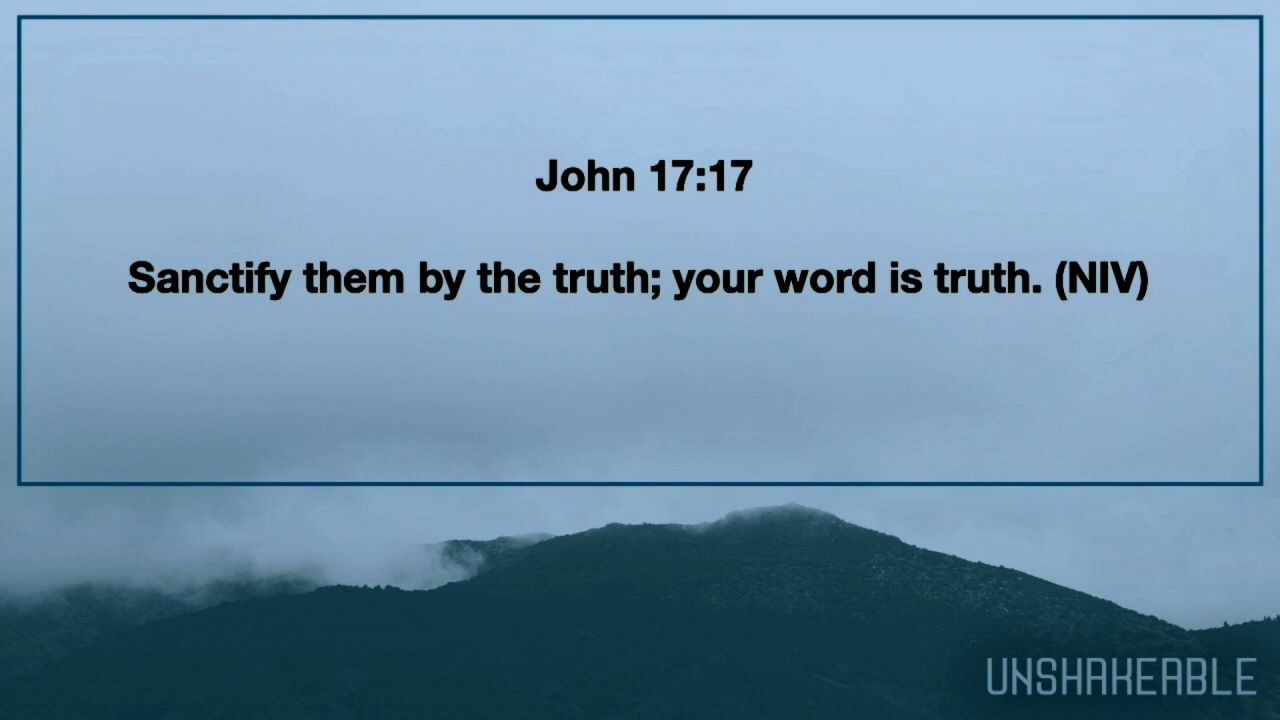 John 17:17
Sanctify them by the truth; your word is truth. (NIV)
UNSHAKEABLE